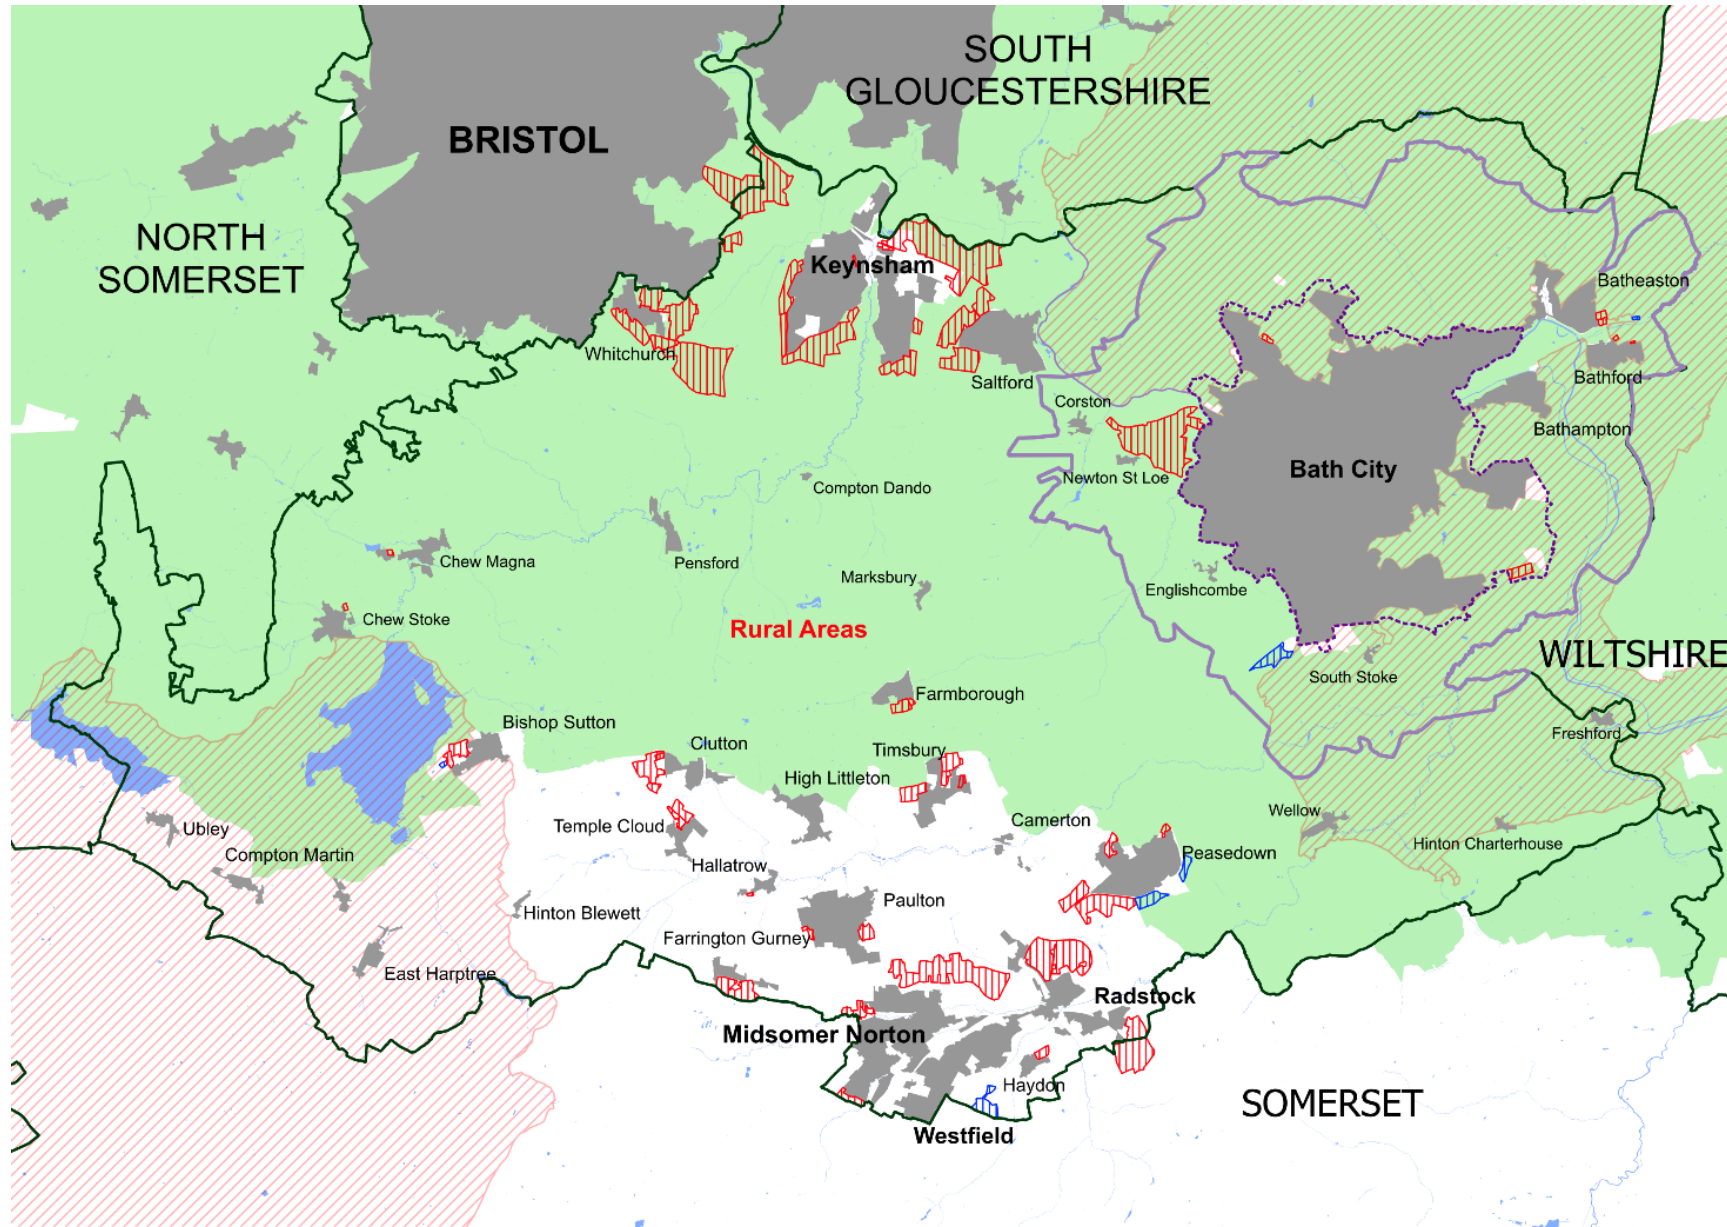 SOUTH
GLOUCESTERSHIRE
BRISTOL
NORTH
SOMERSET
Keynsham
Batheaston
Whitchurch
Saltford
Bathford
Corston
Bathampton
Bath City
Newton St Loe
Compton Dando
Chew Magna
Pensford
Marksbury
Englishcombe
Chew Stoke
Rural Areas
WILTSHIRE
South Stoke
Farmborough
Bishop Sutton
Freshford
Clutton
Timsbury
High Littleton
Wellow
Camerton
Ubley
Temple Cloud
Hinton Charterhouse
Compton Martin
Peasedown
Hallatrow
Paulton
Hinton Blewett
Farrington Gurney
East Harptree
Radstock
Midsomer Norton
Haydon
SOMERSET
Westfield